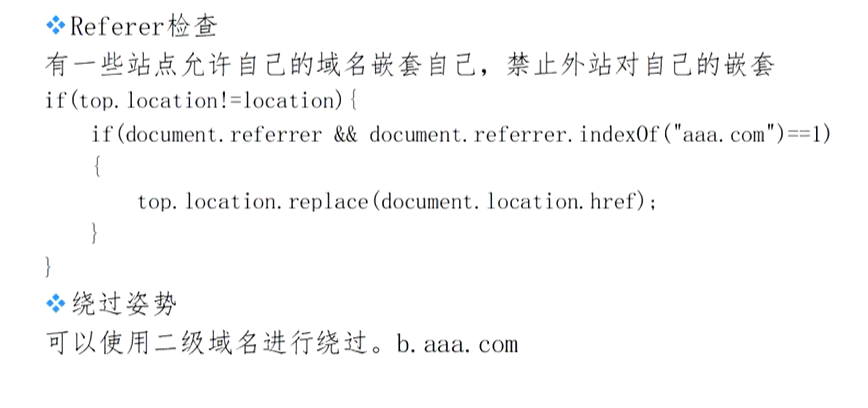 ❖Referer检查
有一些站点允许自己的域名嵌套自己，禁止外站对自己的嵌套
if(top.location!=location){
    if(document.referrer && document.referrer.indexOf("aaa.com")==1)
    {
        top.location.replace(document.location.href);
    }
}
❖绕过姿势
可以使用二级域名进行绕过。b.aaa.com